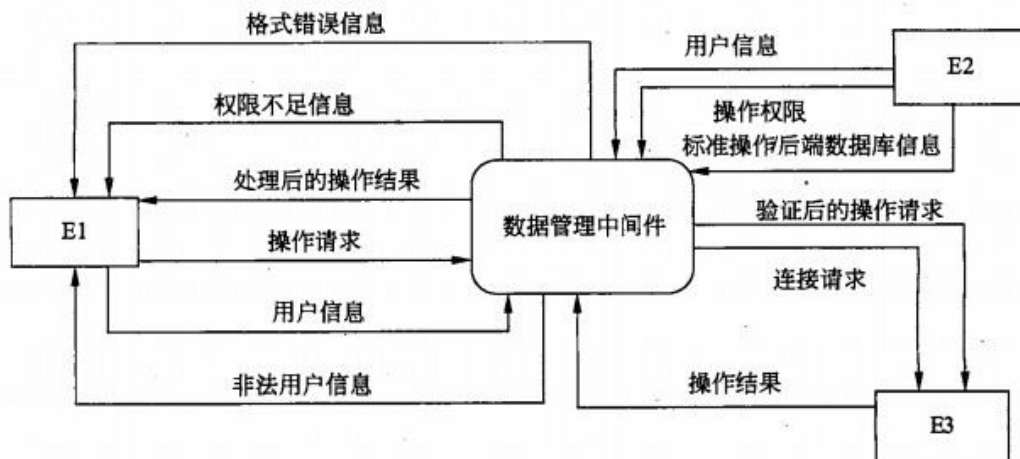 格式错误信息
用户信息
E2
权限不足信息
操作权限
标准操作/后端数据库信息
处理后的操作结果
验证后的操作请求
E1
数据管理中间件
操作请求
连接请求
用户信息
非法用户信息
操作结果
E3